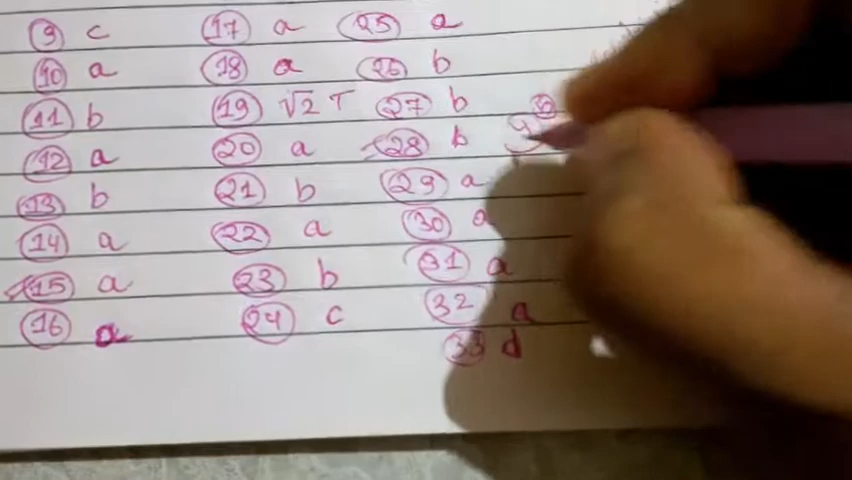 9 c 17 a 25 a
10 a 18 a 26 b
11 b 19 √2 T 27 b
12 a 20 a 28 b
13 b 21 b 29 a
14 a 22 a 30 a
15 a 23 b 31 a
16 a 24 c 32 a
33 d